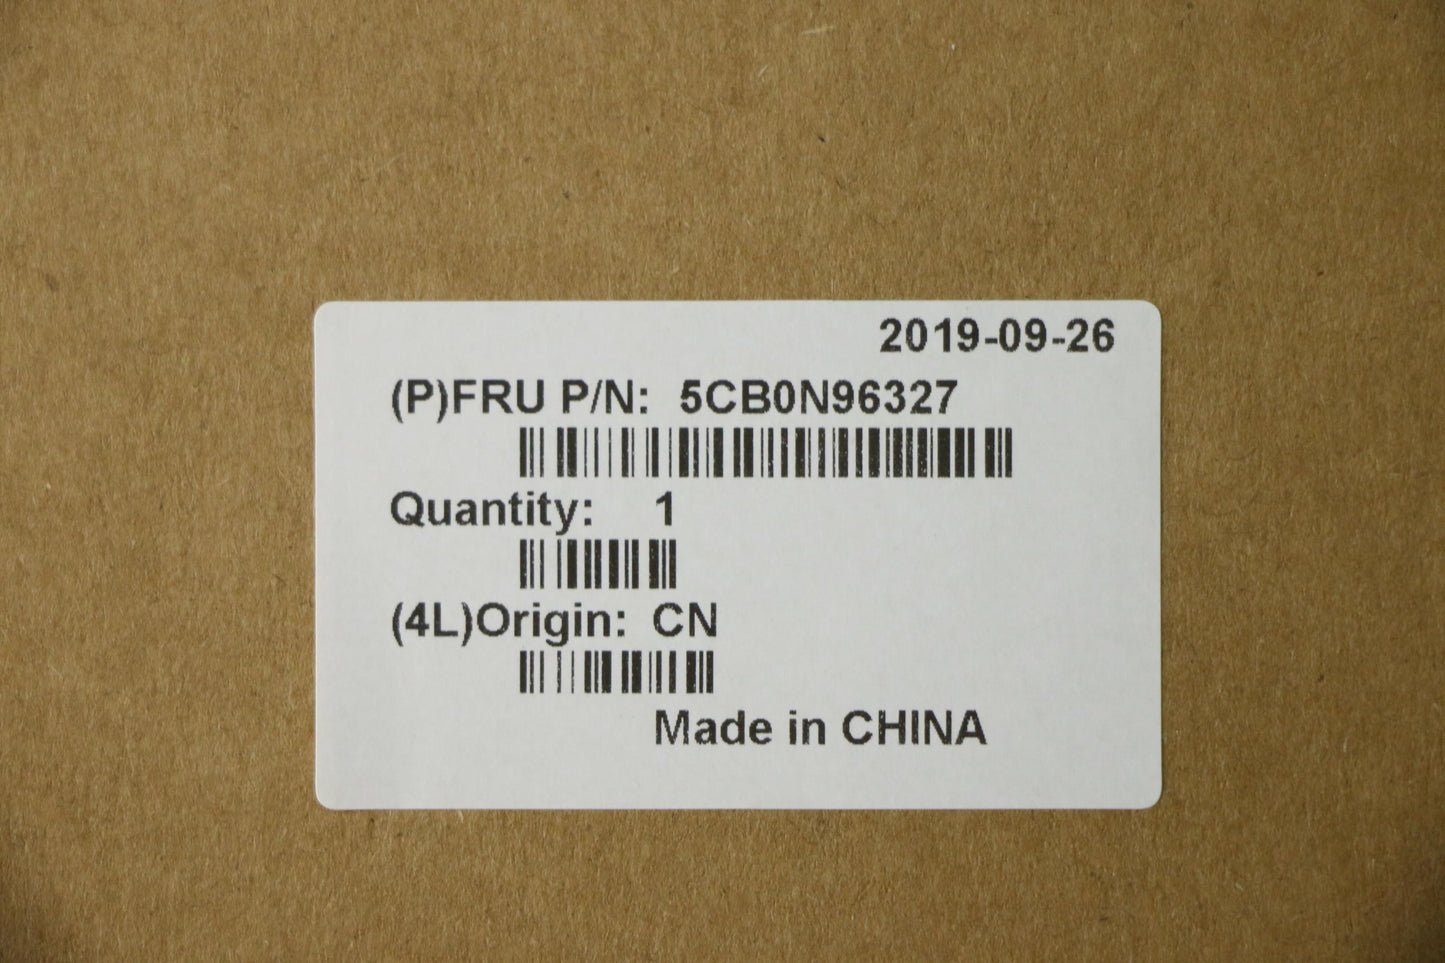 2019-09-26
(P)FRU P/N: 5CB0N96327
Quantity: 1
(4L)Origin: CN
Made in CHINA